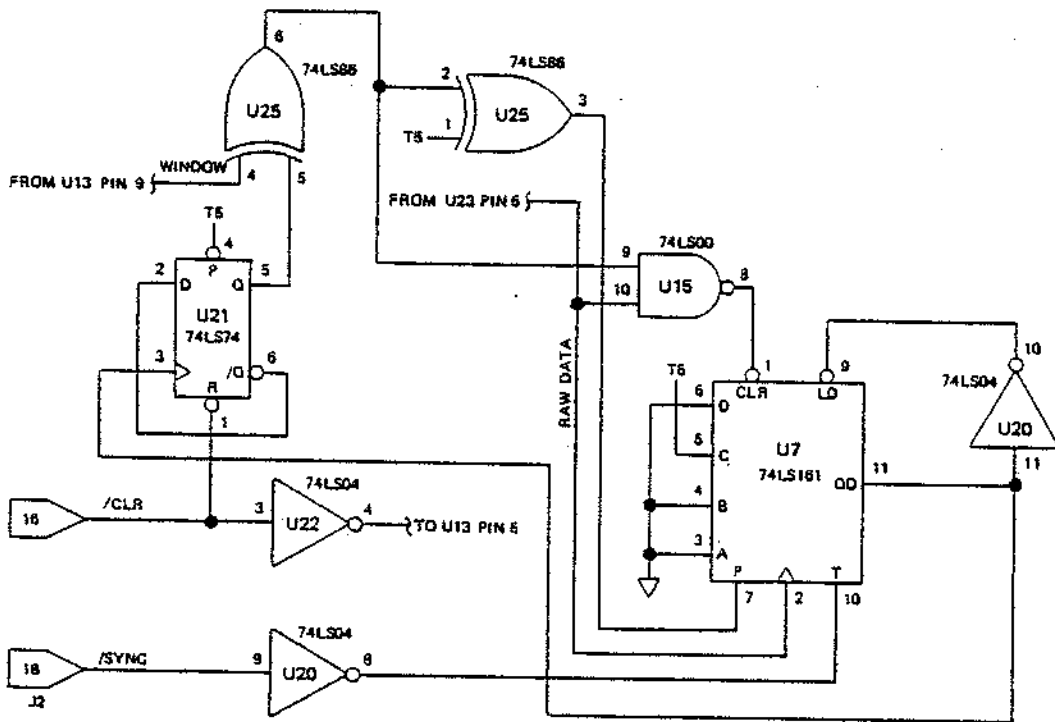 6
74LS86
U25
WINDOW
4
5
FROM U13 PIN 9
74LS86
2
1
T5
U25
3
FROM U23 PIN 6
T5
4
P
2
D
Q
5
U21
74LS74
3
/Q
6
R
1
74LS00
9
10
U15
8
RAW DATA
T5
1
CLR
9
LD
10
74LS04
U20
11
6
D
5
C
4
B
3
A
U7
74LS161
QD
11
P
7
2
T
10
16
/CLR
74LS04
3
U22
4
TO U13 PIN 5
18
J2
/SYNC
74LS04
9
U20
8